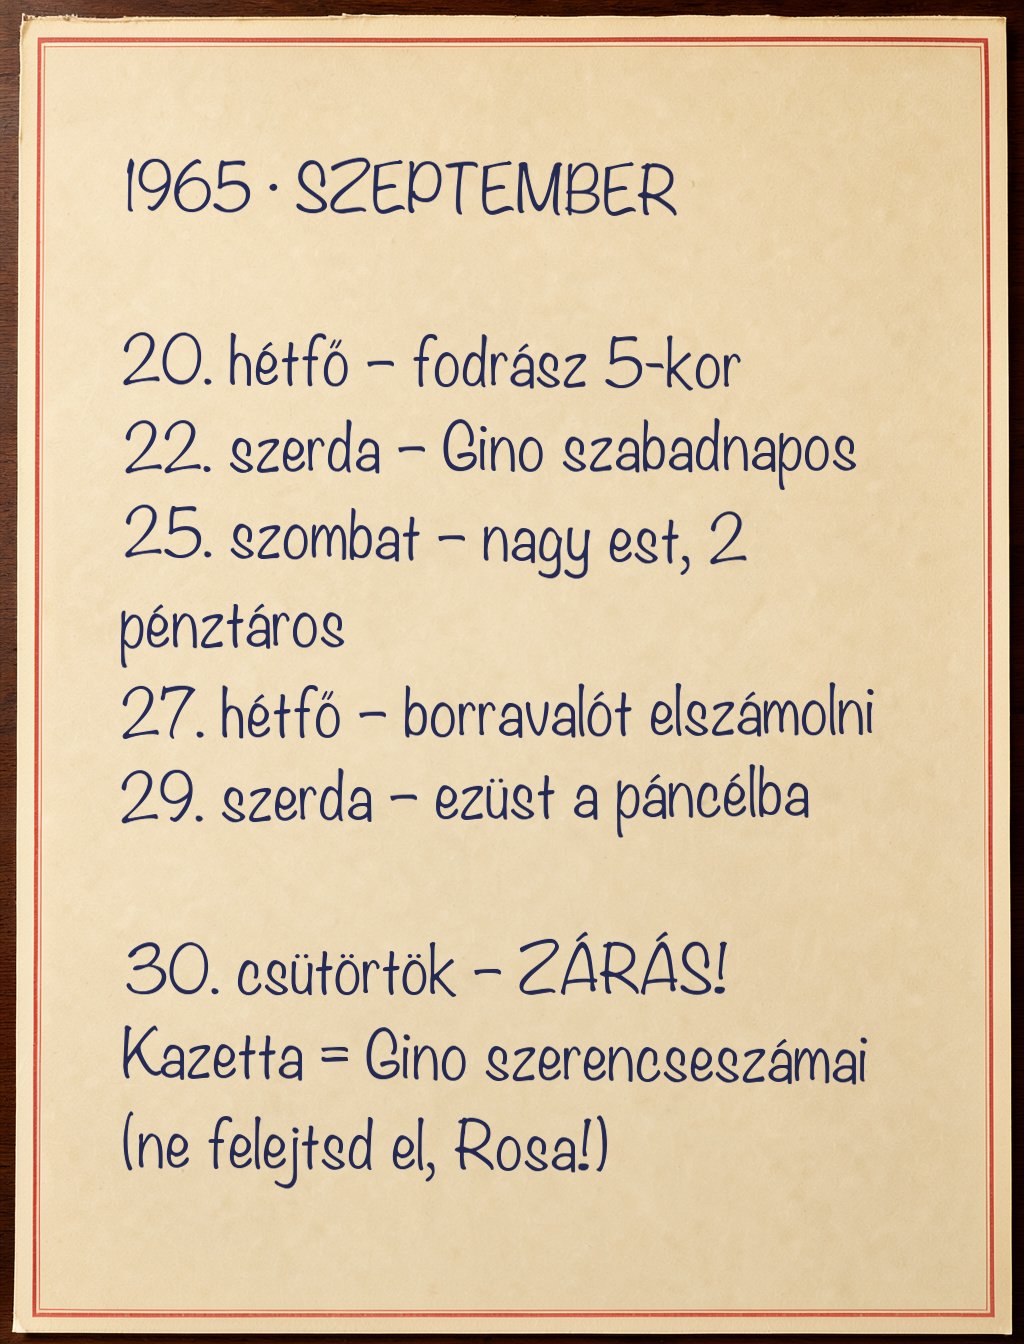 1965 · SZEPTEMBER
20. hétfő – fodrász 5-kor
22. szerda – Gino szabadnapos
25. szombat – nagy est, 2
pénztáros
27. hétfő – borravalót elszámolni
29. szerda – ezüst a páncélba
30. csütörtök – ZÁRÁS!
Kazetta = Gino szerencseszámai
(ne felejtsd el, Rosa!)